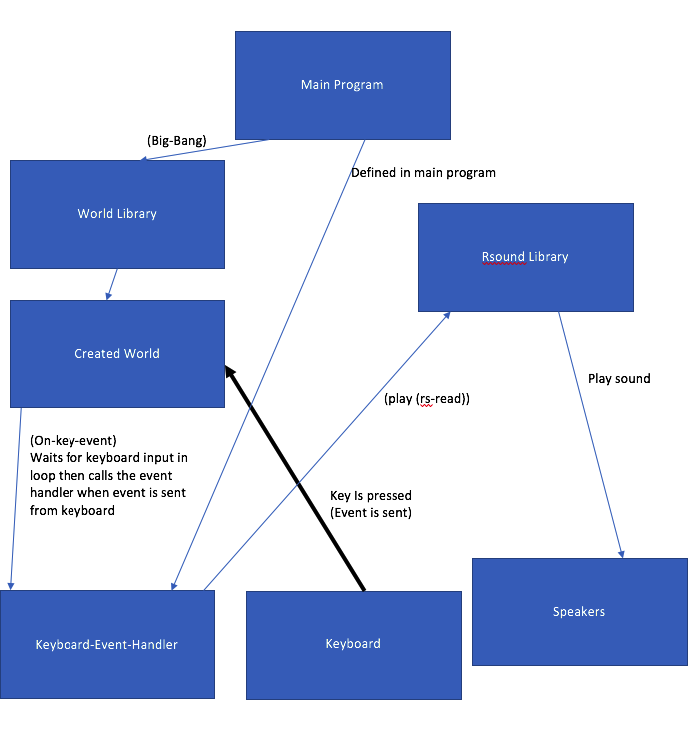 Main Program
(Big-Bang)
Defined in main program
World Library
Rsound Library
Created World
Play sound
(play (rs-read))
(On-key-event)
Waits for keyboard input in
loop then calls the event
handler when event is sent
from keyboard
Key Is pressed
(Event is sent)
Speakers
Keyboard-Event-Handler
Keyboard